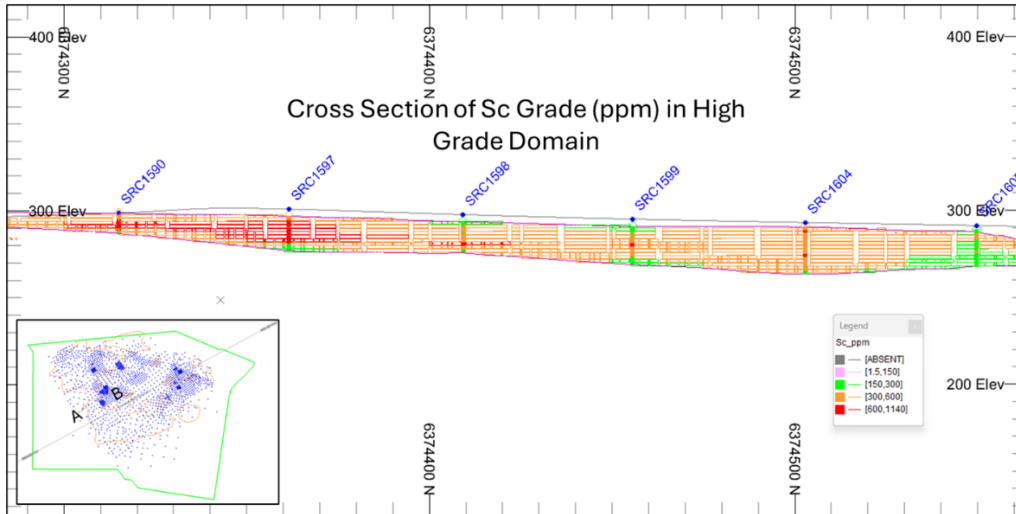 400 Elev
6374300 N
6374400 N
6374500 N
400 Elev
Cross Section of Sc Grade (ppm) in High
Grade Domain
SRC1590
SRC1597
SRC1598
SRC1599
SRC1604
300 Elev
300 Elev
Legend
Sc_ppm
[ABSENT]
[1.5,150]
[150,300]
[300,600]
[600,1140]
A
B
200 Elev
6374400 N
6374500 N